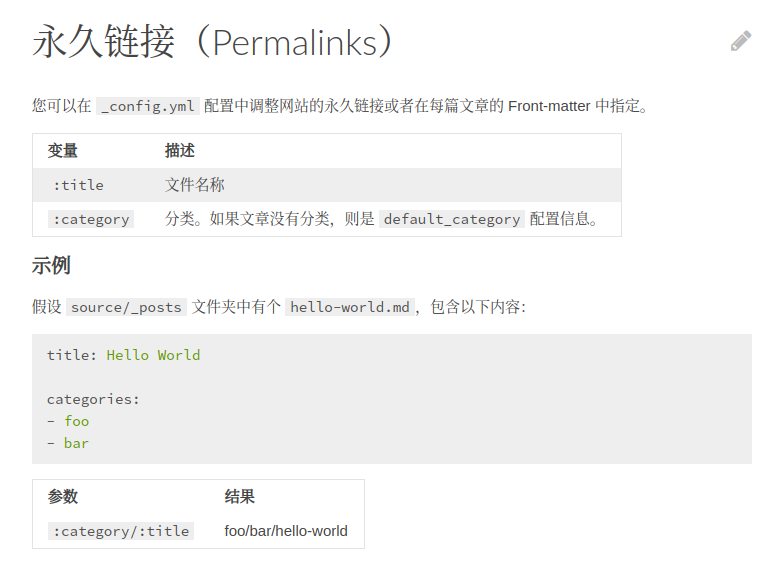 永久链接（Permalinks）
您可以在 _config.yml 配置中调整网站的永久链接或者在每篇文章的 Front-matter 中指定。
变量 描述
:title 文件名称
:category 分类。如果文章没有分类，则是 default_category 配置信息。
示例
假设 source/_posts 文件夹中有个 hello-world.md，包含以下内容：
title: Hello World
categories:
- foo
- bar
参数 结果
:category/:title foo/bar/hello-world